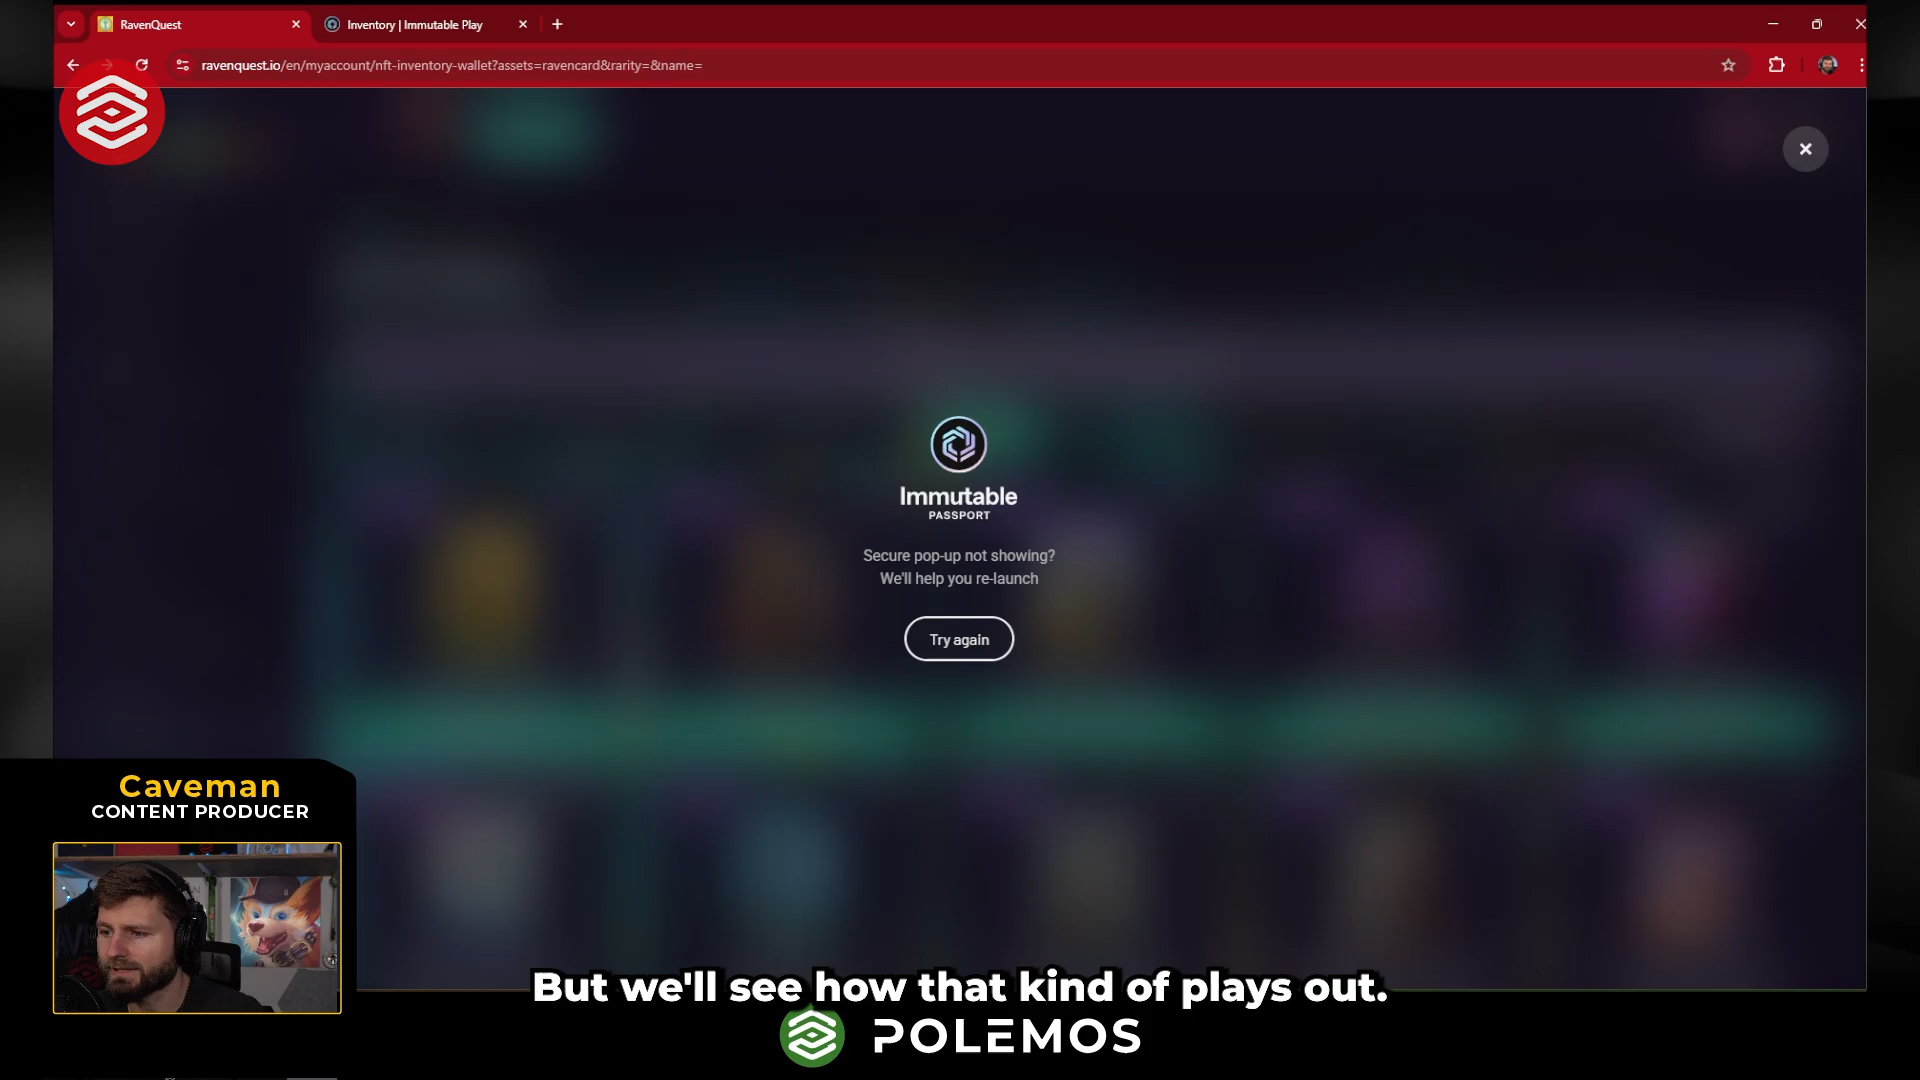 RavenQuest
Inventory | Immutable Play
ravenquest.io/en/myaccount/nft-inventory-wallet?assets=ravencard&rarity=&name=
Immutable
PASSPORT
Secure pop-up not showing?
We'll help you re-launch
Try again
Caveman
CONTENT PRODUCER
But we'll see how that kind of plays out.
POLEMOS